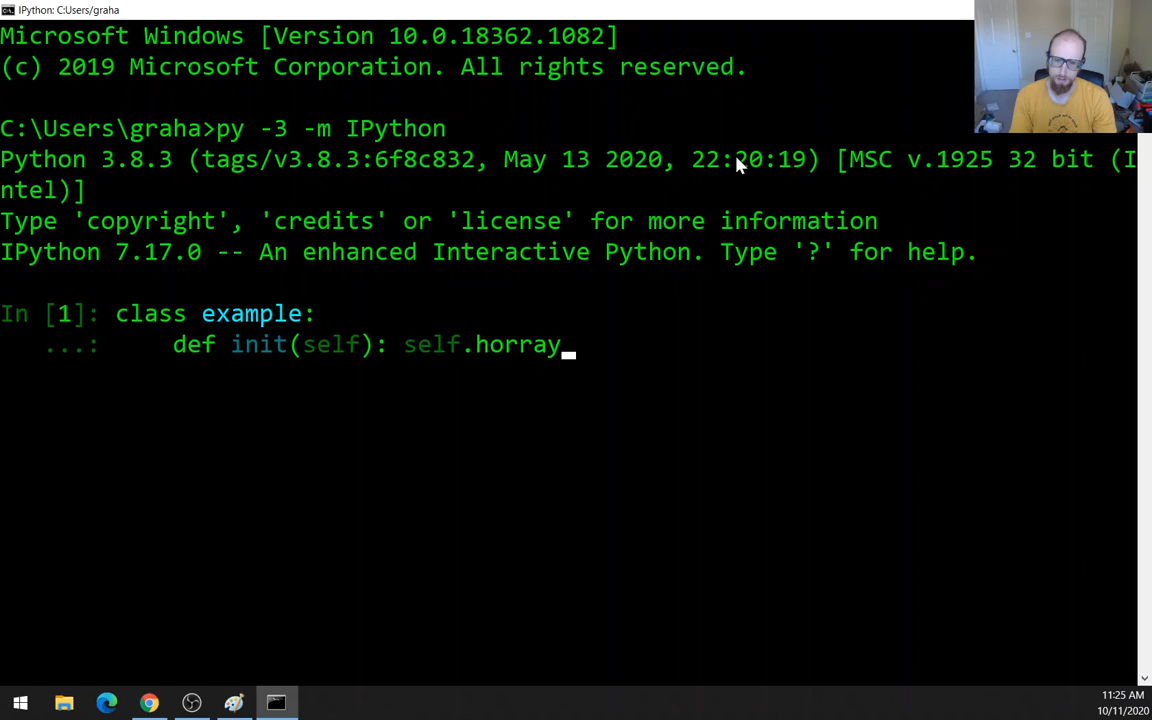 IPython: C:Users/graha
Microsoft Windows [Version 10.0.18362.1082]
(c) 2019 Microsoft Corporation. All rights reserved.
C:\Users\graha>py -3 -m IPython
Python 3.8.3 (tags/v3.8.3:6f8c832, May 13 2020, 22:20:19) [MSC v.1925 32 bit (I
ntel)]
Type 'copyright', 'credits' or 'license' for more information
IPython 7.17.0 -- An enhanced Interactive Python. Type '?' for help.
In [1]: class example:
...: def init(self): self.horray
11:25 AM
10/11/2020